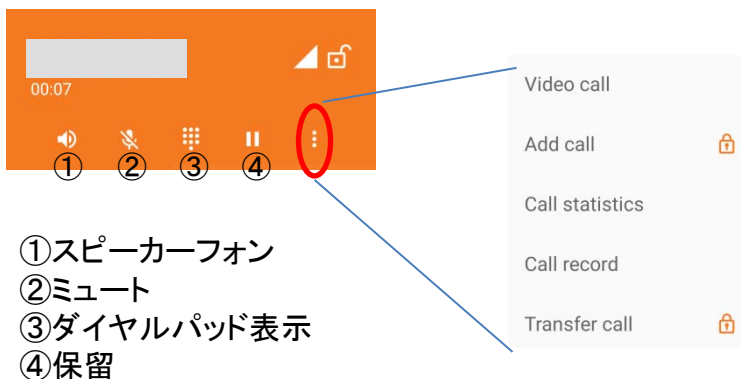 00:07
① ② ③ ④
Video call
Add call
Call statistics
Call record
Transfer call
①スピーカーフォン
②ミュート
③ダイヤルパッド表示
④保留